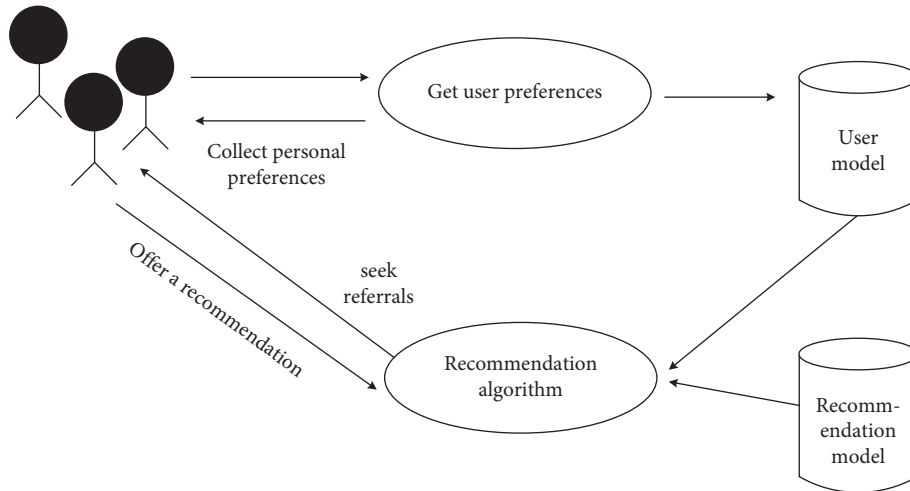 Get user preferences
User
model
Collect personal
preferences
Offer a recommendation
seek
referrals
Recommendation
algorithm
Recomm-
endation
model